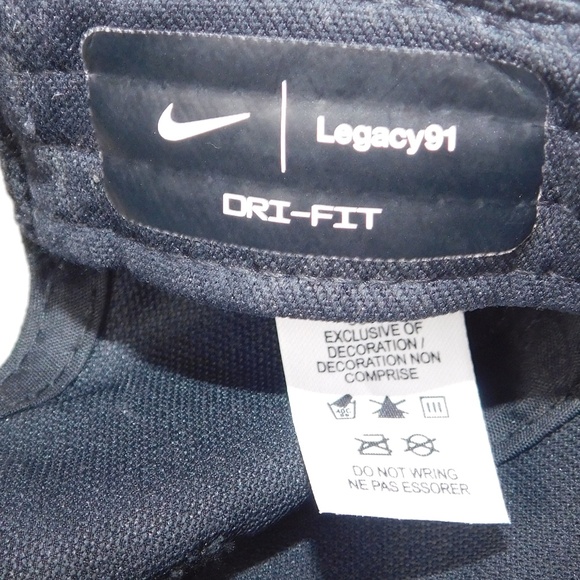 Legacy91
DRI-FIT
EXCLUSIVE OF
DECORATION /
DECORATION NON
COMPRISE
DO NOT WRING
NE PAS ESSORER